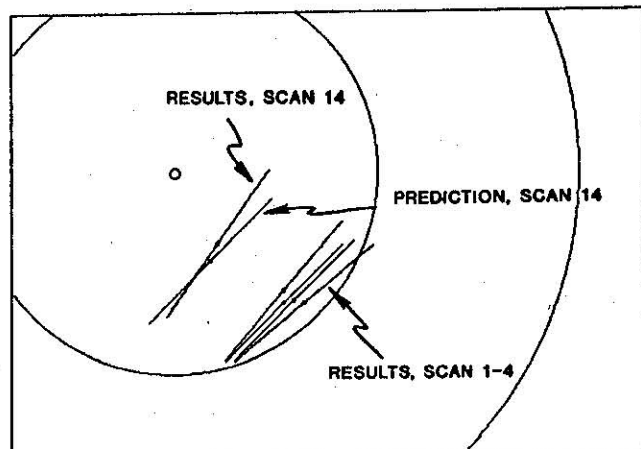 RESULTS, SCAN 14
PREDICTION, SCAN 14
RESULTS, SCAN 1-4